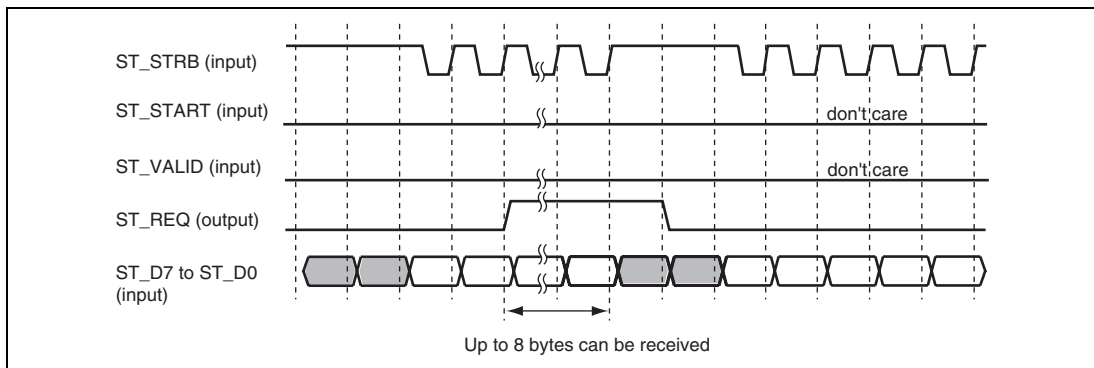 ST_STRB (input)
ST_START (input)
don't care
ST_VALID (input)
don't care
ST_REQ (output)
ST_D7 to ST_D0
(input)
Up to 8 bytes can be received